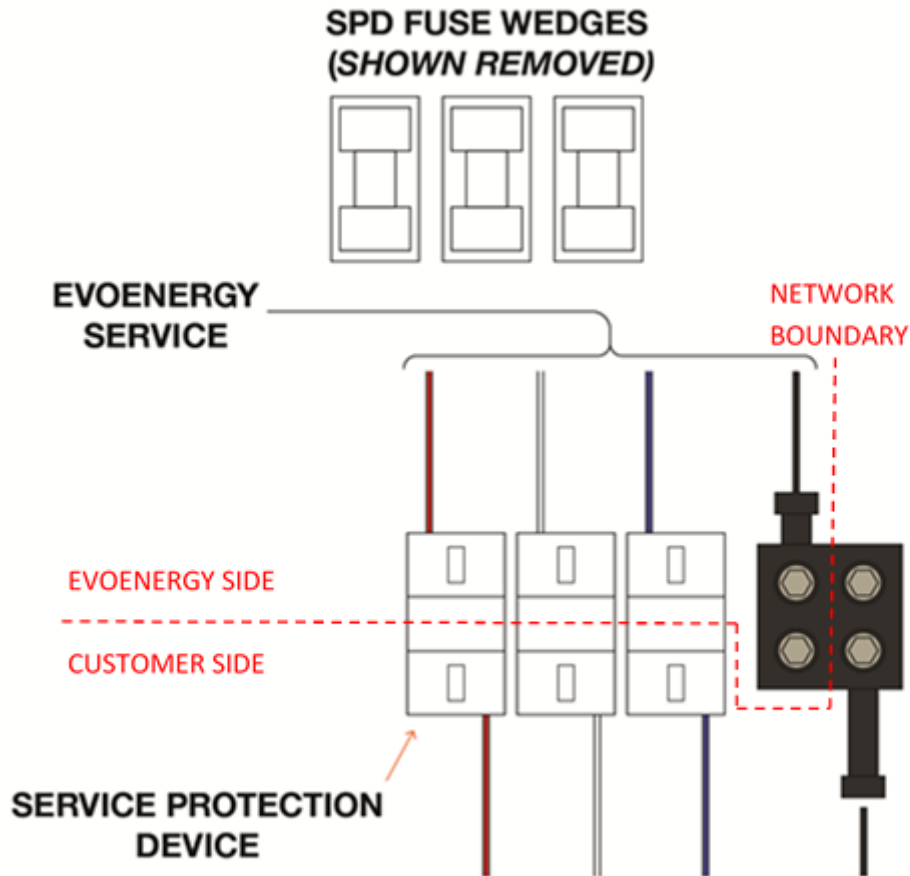 SPD FUSE WEDGES
(SHOWN REMOVED)
EVOENERGY
SERVICE
NETWORK
BOUNDARY
EVOENERGY SIDE
CUSTOMER SIDE
SERVICE PROTECTION
DEVICE